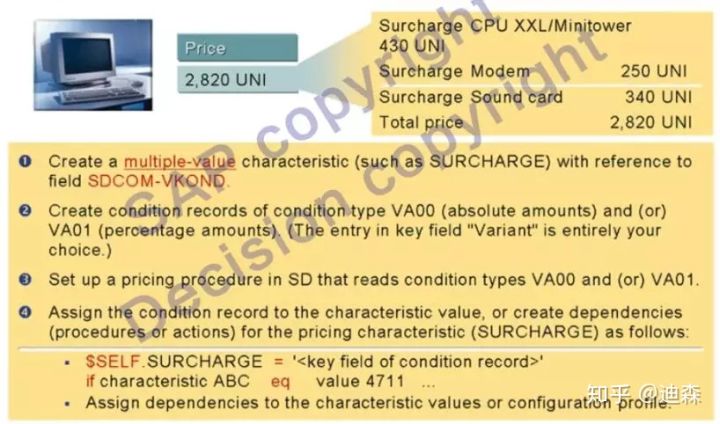 Price
2,820 UNI
Surcharge CPU XXL/Minitower
430 UNI
Surcharge Modem 250 UNI
Surcharge Sound card 340 UNI
Total price 2,820 UNI
1 Create a multiple-value characteristic (such as SURCHARGE) with reference to
field SDCOM-VKOND.
2 Create condition records of condition type VA00 (absolute amounts) and (or)
VA01 (percentage amounts). (The entry in key field "Variant" is entirely your
choice.)
3 Set up a pricing procedure in SD that reads condition types VA00 and (or) VA01.
4 Assign the condition record to the characteristic value, or create dependencies
(procedures or actions) for the pricing characteristic (SURCHARGE) as follows:
▪ $SELF.SURCHARGE = '<key field of condition record>'
if characteristic ABC eq value 4711 ...
▪ Assign dependencies to the characteristic values or configuration profile.
SAP copyright
Decision copyright
知乎 @迪森